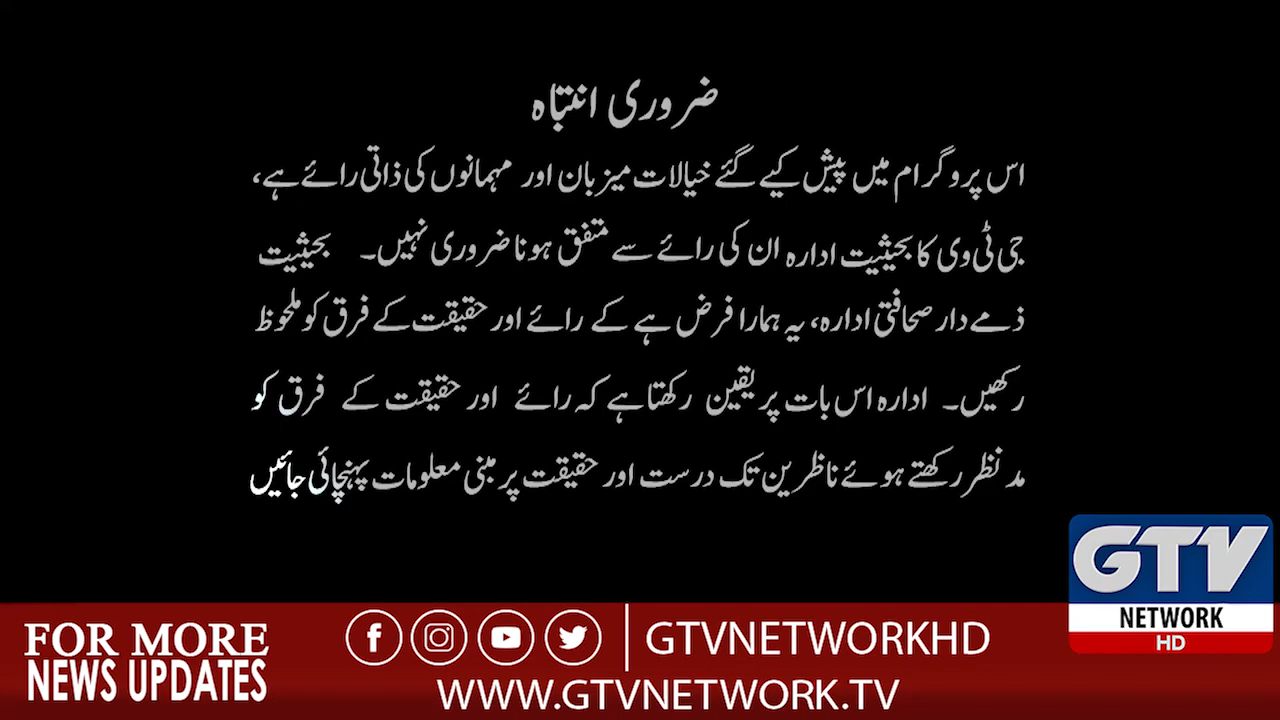 ضروری انتباہ
اس پروگرام میں پیش کیے گئے خیالات میزبان اور مہمانوں کی ذاتی رائے ہے،
جی ٹی وی کا بحیثیت ادارہ ان کی رائے سے متفق ہونا ضروری نہیں۔ بحیثیت
ذمے دار صحافتی ادارہ، یہ ہمارا فرض ہے کے رائے اور حقیقت کے فرق کو ملحوظ
رکھیں۔ ادارہ اس بات پر یقین رکھتا ہے کہ رائے اور حقیقت کے فرق کو
مد نظر رکھتے ہوئے ناظرین تک درست اور حقیقت پر مبنی معلومات پہنچائی جائیں
GTV
NETWORK
HD
FOR MORE
NEWS UPDATES
GTVNETWORKHD
WWW.GTVNETWORK.TV